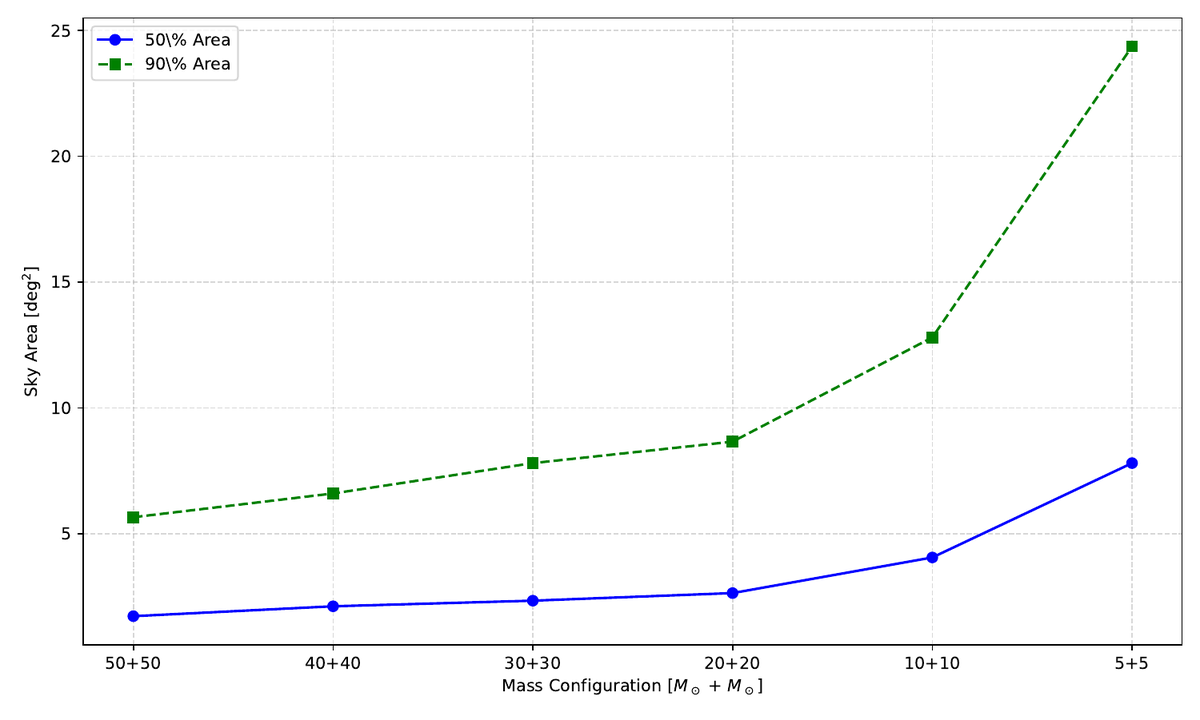 50\% Area
90\% Area
Sky Area [deg²]
25
20
15
10
5
50+50 40+40 30+30 20+20 10+10 5+5
Mass Configuration [M⊙ + M⊙]